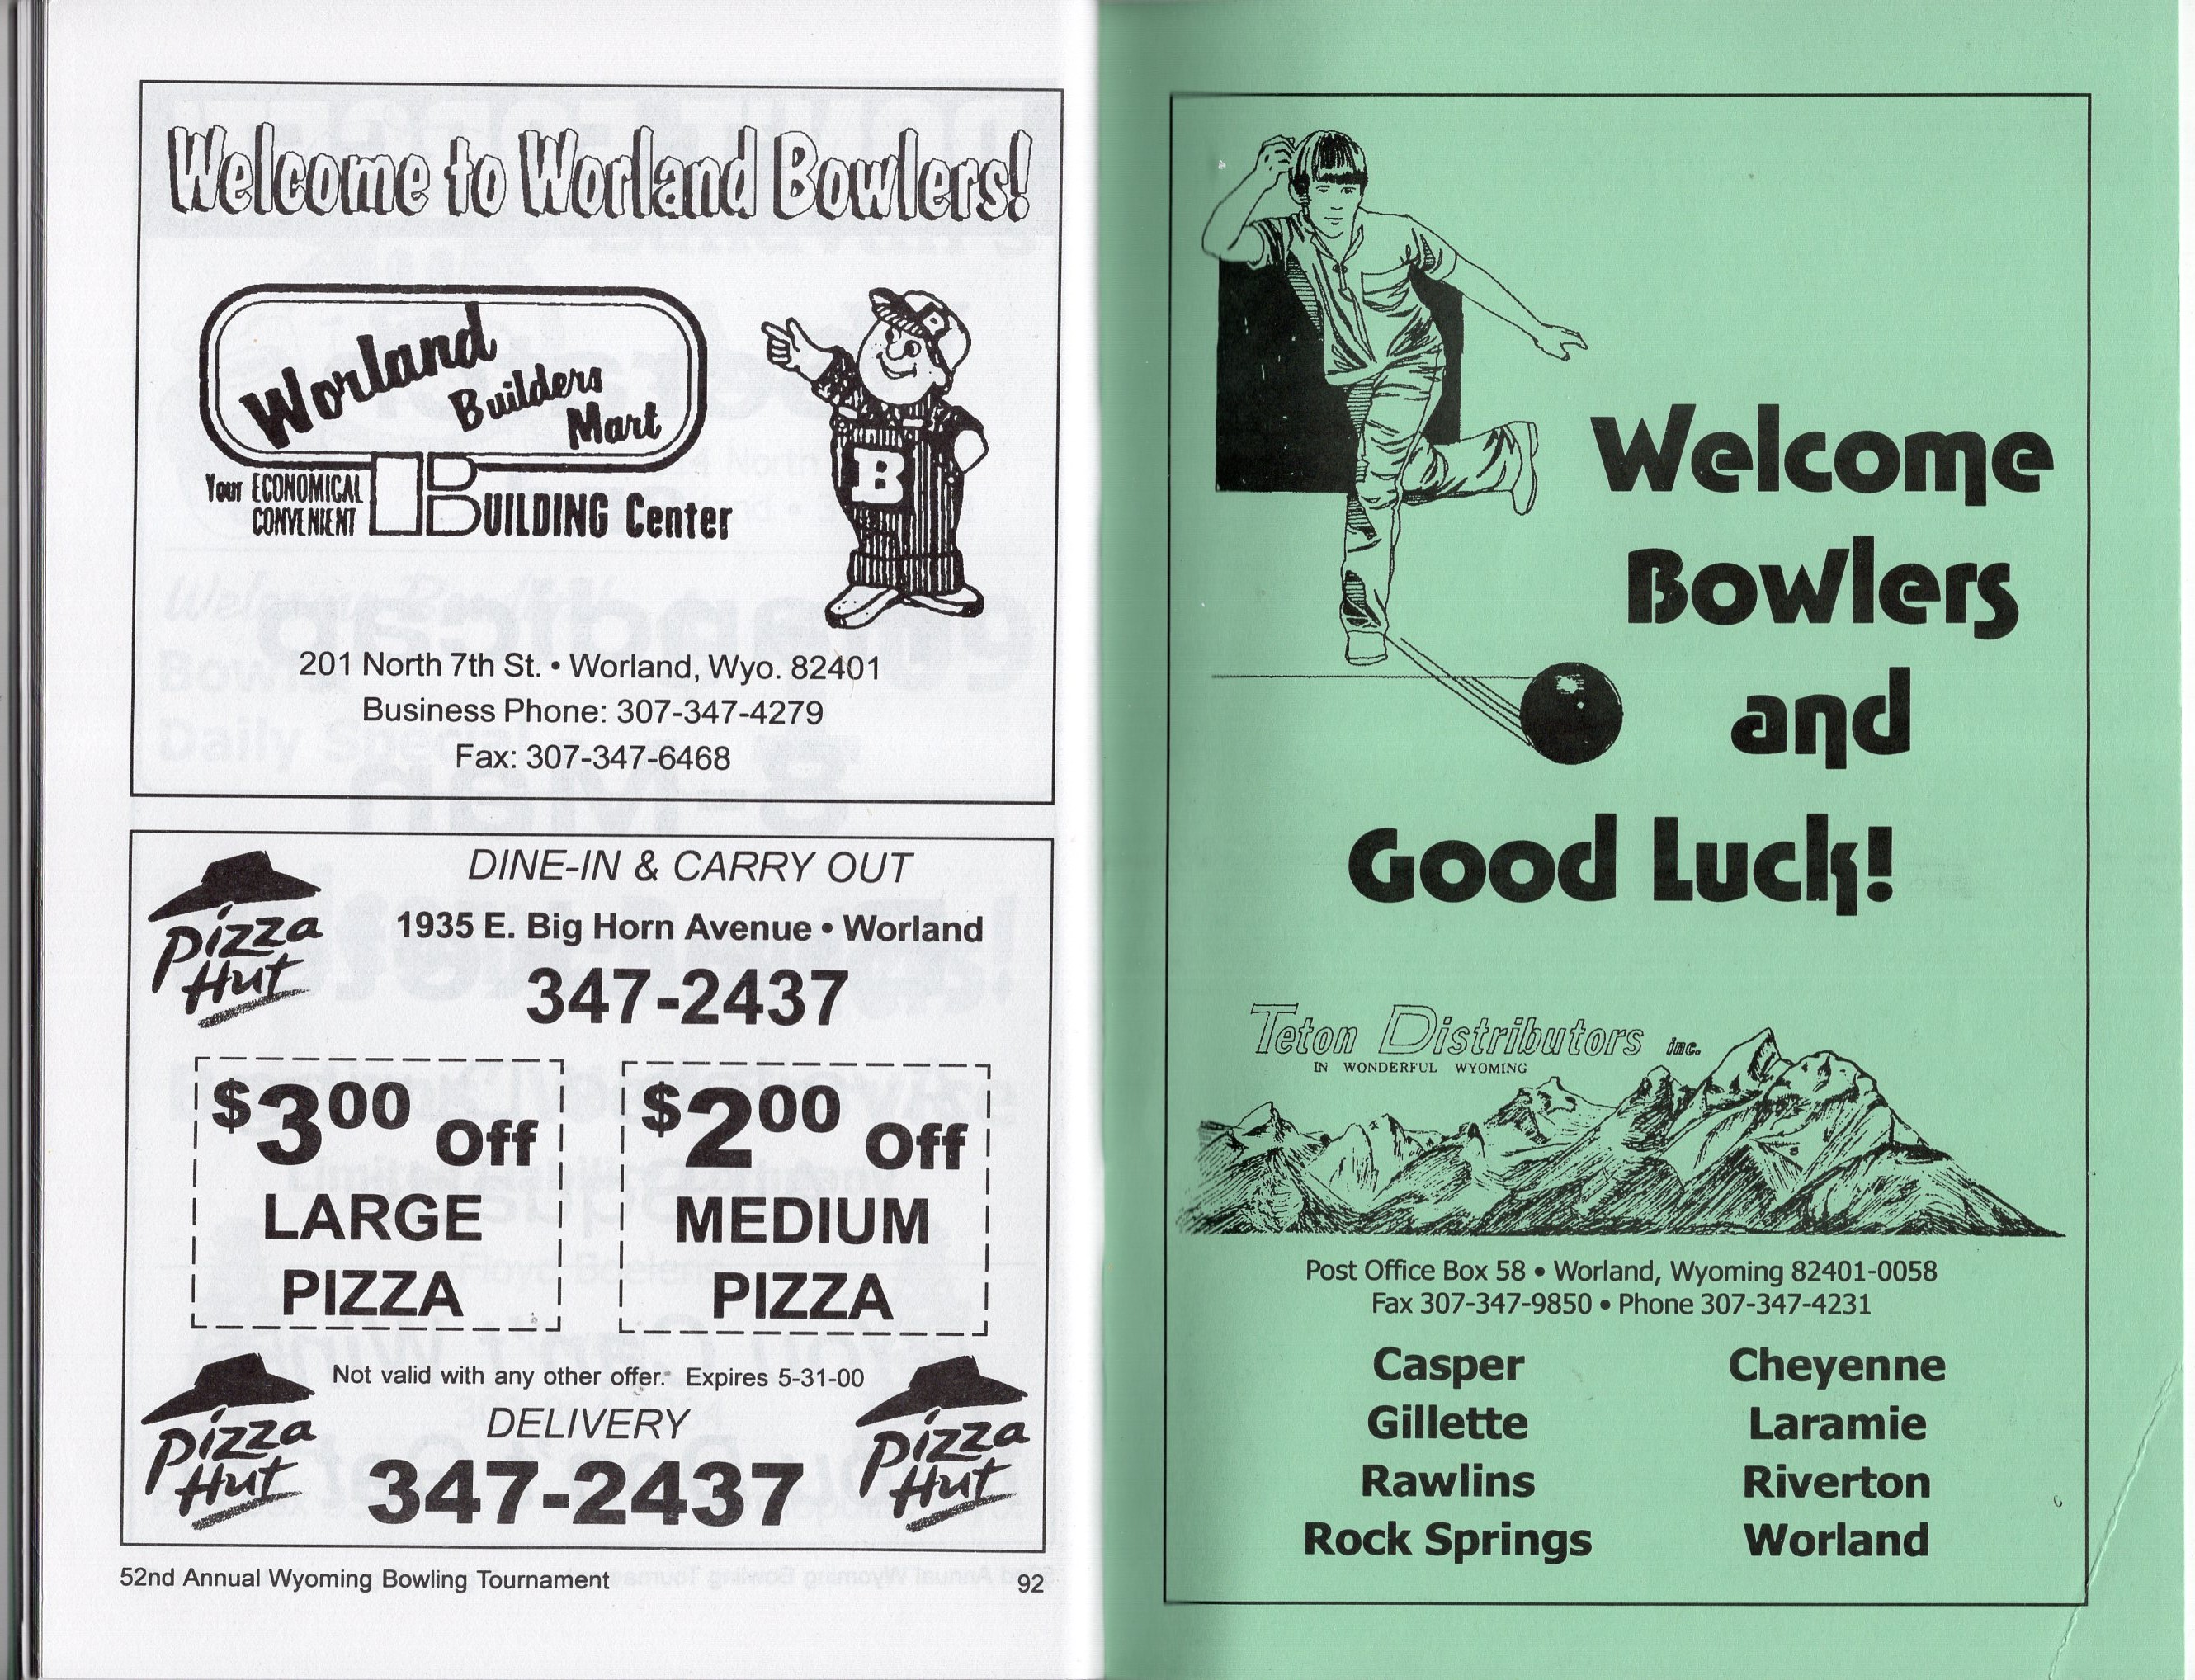 Welcome to Worland Bowlers!
Worland
Builders
Mart
Your ECONOMICAL
CONVENIENT
BUILDING Center
B
B
201 North 7th St. • Worland, Wyo. 82401
Business Phone: 307-347-4279
Fax: 307-347-6468
Pizza
Hut
DINE-IN & CARRY OUT
1935 E. Big Horn Avenue • Worland
347-2437
$300 Off
LARGE
PIZZA
$200 Off
MEDIUM
PIZZA
Not valid with any other offer. Expires 5-31-00
Pizza
Hut
DELIVERY
347-2437
Pizza
Hut
52nd Annual Wyoming Bowling Tournament 92
Welcome
Bowlers
and
Good Luck!
Teton Distributors inc.
IN WONDERFUL WYOMING
Post Office Box 58 • Worland, Wyoming 82401-0058
Fax 307-347-9850 • Phone 307-347-4231
Casper Cheyenne
Gillette Laramie
Rawlins Riverton
Rock Springs Worland